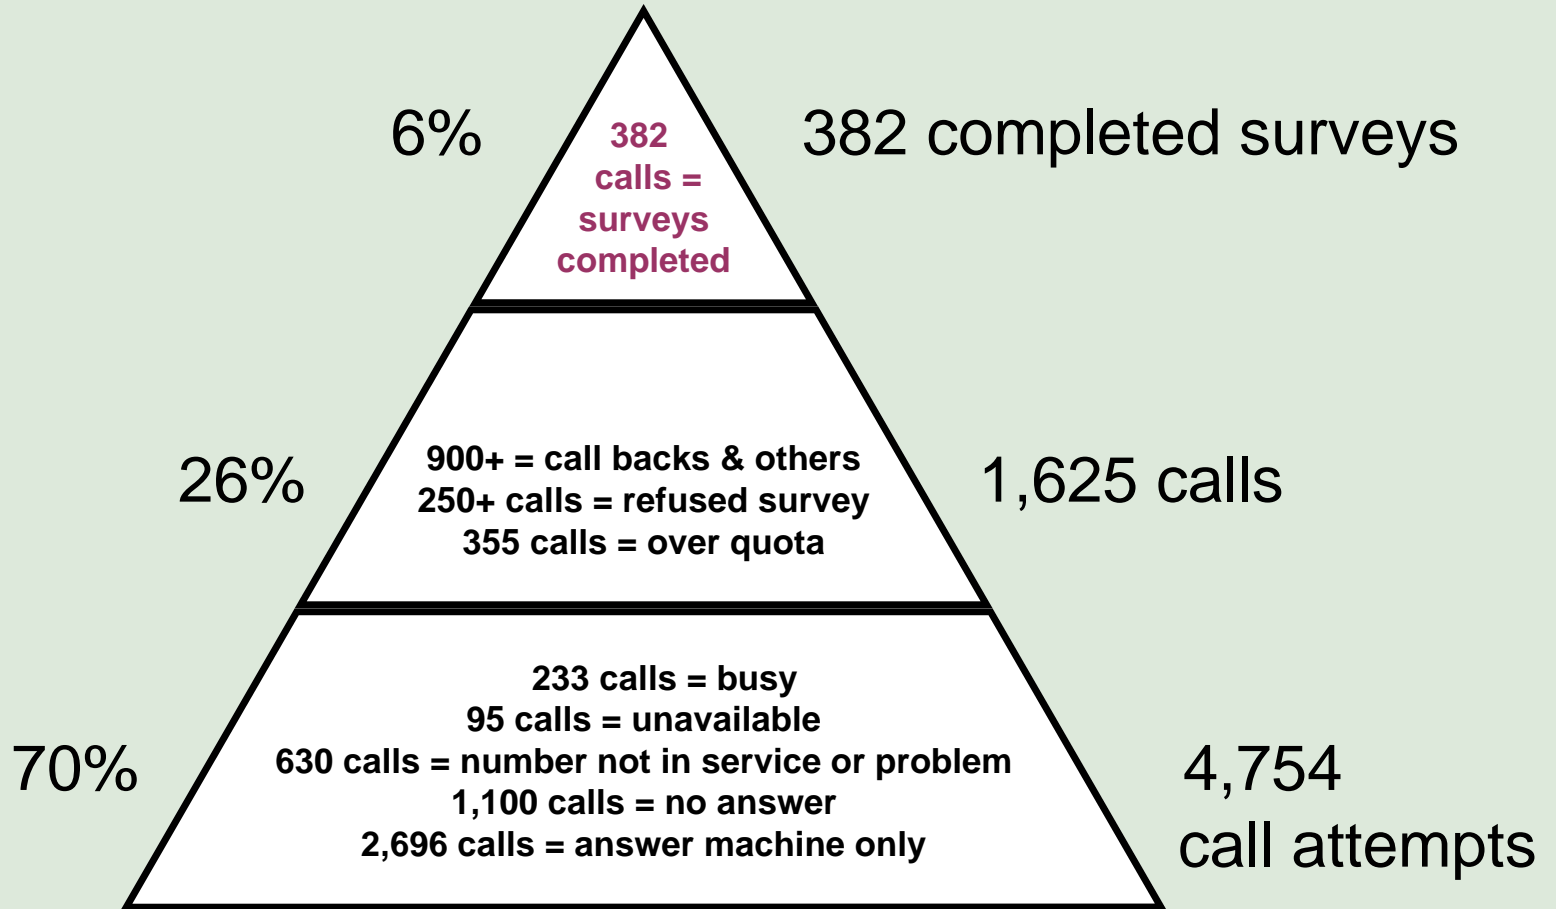 6%
382
calls =
surveys
completed
382 completed surveys
26%
900+ = call backs & others
250+ calls = refused survey
355 calls = over quota
1,625 calls
70%
233 calls = busy
95 calls = unavailable
630 calls = number not in service or problem
1,100 calls = no answer
2,696 calls = answer machine only
4,754
call attempts